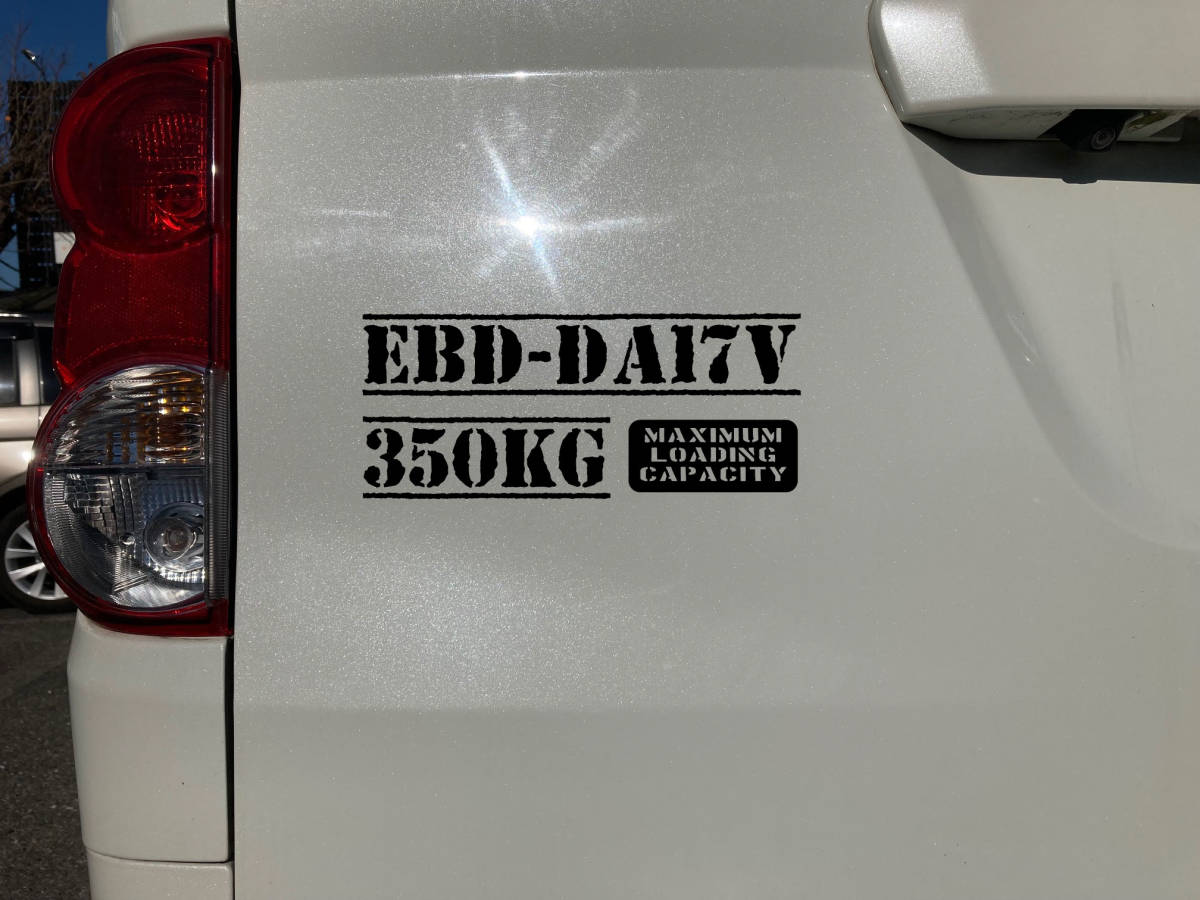 EBD-DA17V
350KG
MAXIMUM
LOADING
CAPACITY